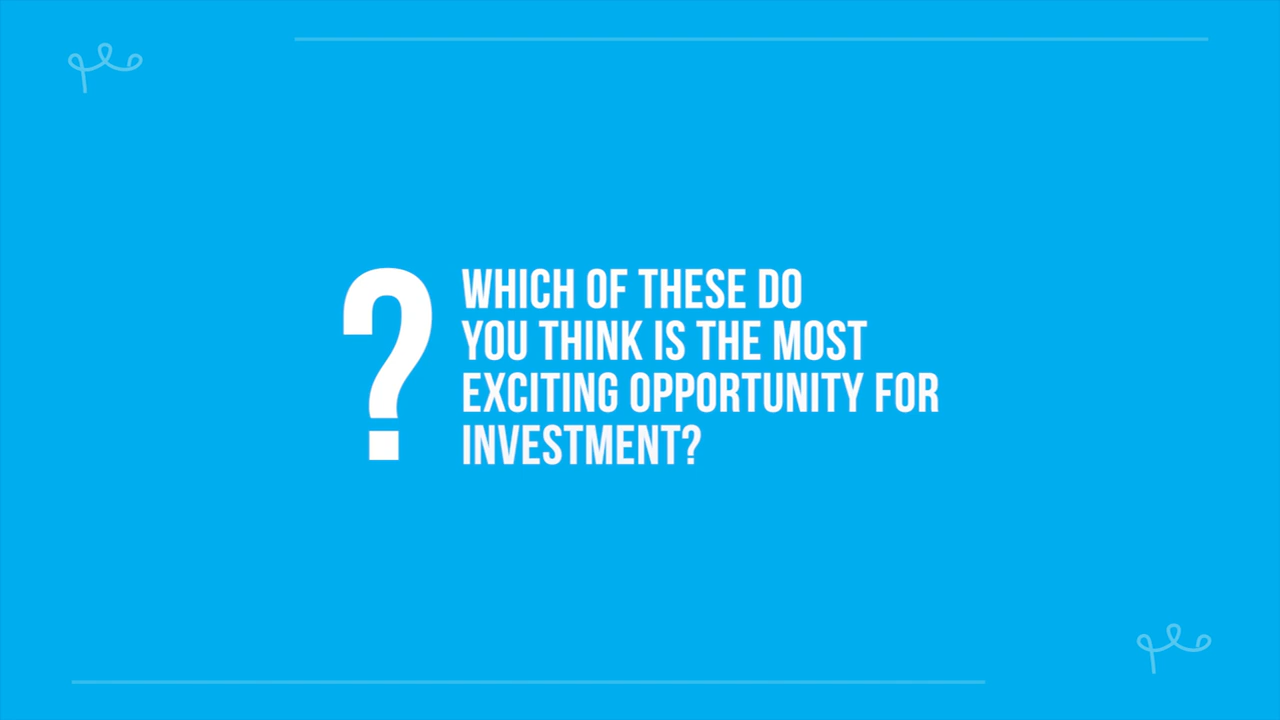 ?
WHICH OF THESE DO
YOU THINK IS THE MOST
EXCITING OPPORTUNITY FOR
INVESTMENT?